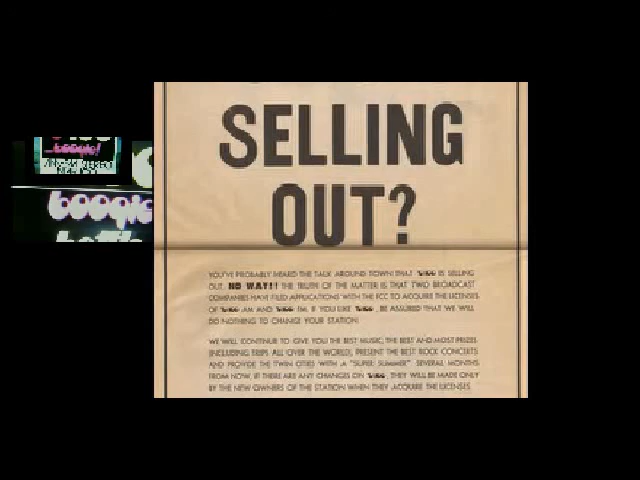 boogie!
boogie
SELLING
OUT?
YOU'VE PROBABLY HEARD THE TALK AROUND TOWN THAT IS SELLING
OUT. NO WAY!! THE TRUTH OF THE MATTER IS THAT TWO BROADCAST
COMPANIES HAVE FILED APPLICATIONS WITH THE FCC TO ACQUIRE THE LICENSES
OF AM AND FM. IF YOU LIKE , BE ASSURED THAT WE WILL
DO NOTHING TO CHANGE YOUR STATION.
WE WILL CONTINUE TO GIVE YOU THE BEST MUSIC, THE BEST AND MOST PRIZES
(INCLUDING TRIPS ALL OVER THE WORLD), PRESENT THE BEST ROCK CONCERTS
AND PROVIDE THE TWIN CITIES WITH A "SUPER SUMMER". SEVERAL MONTHS
FROM NOW, IF THERE ARE ANY CHANGES ON , THEY WILL BE MADE ONLY
BY THE NEW OWNERS OF THE STATION WHEN THEY ACQUIRE THE LICENSES.